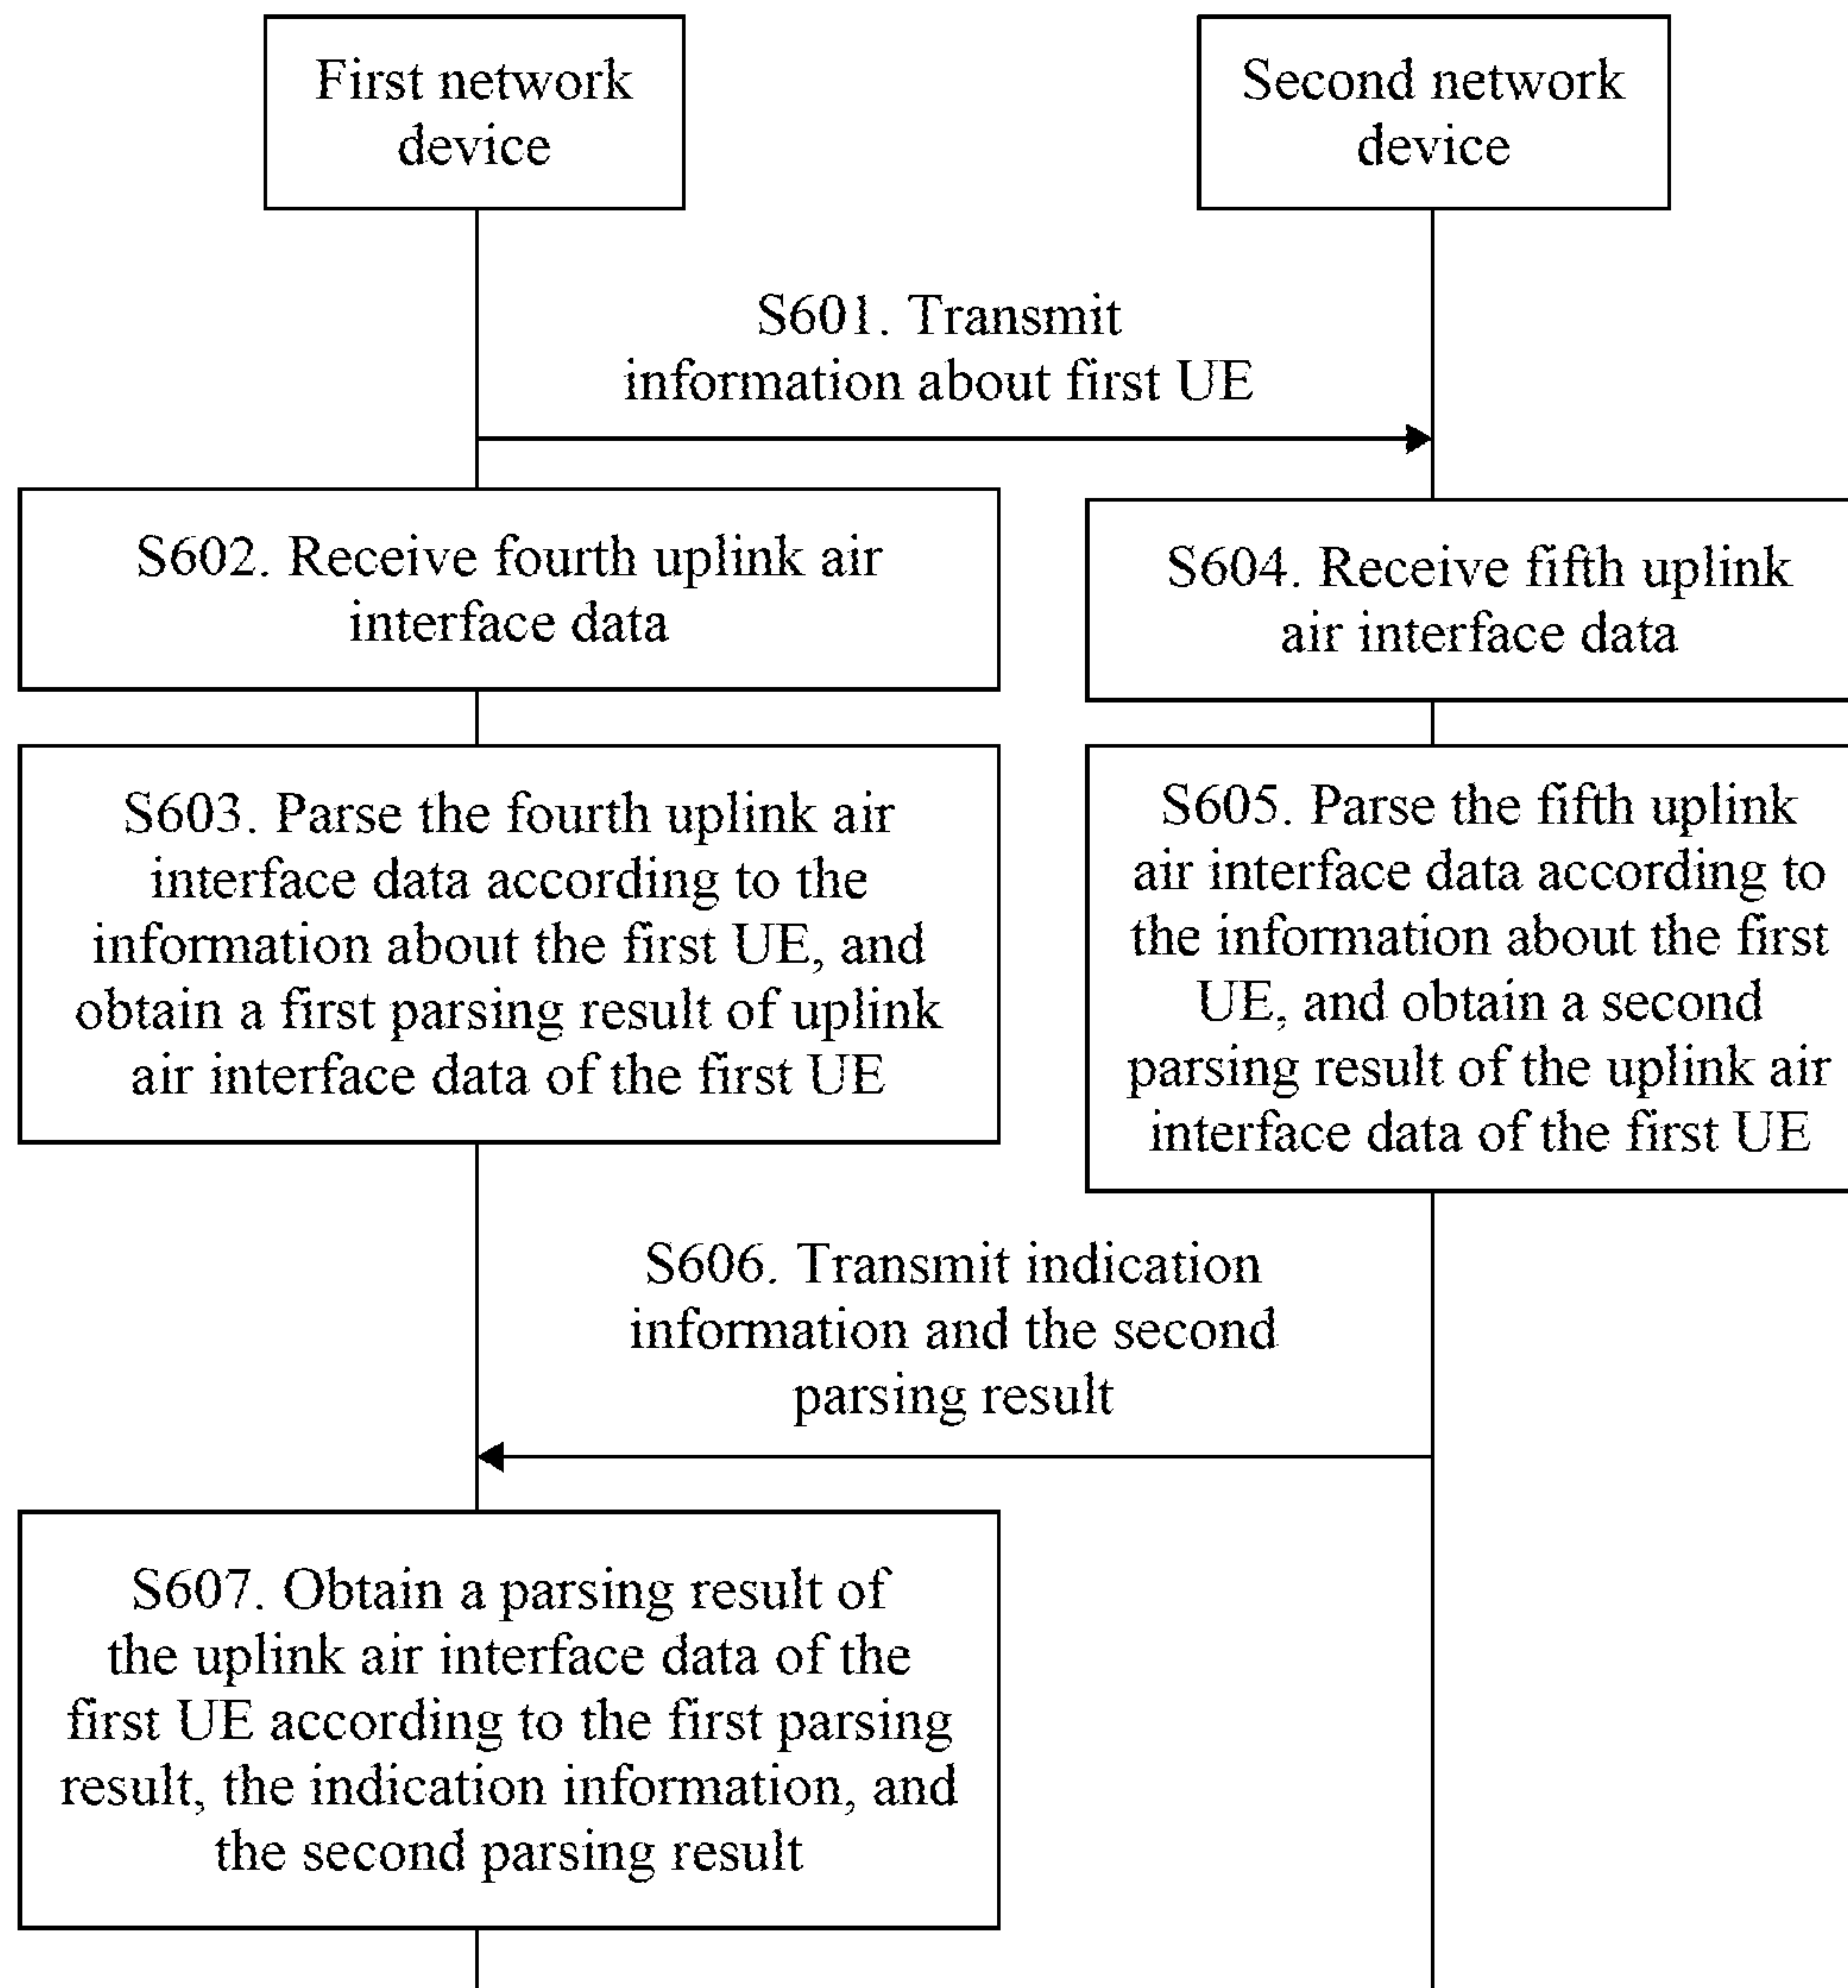 First network
device
Second network
device
S601. Transmit
information about first UE
S602. Receive fourth uplink air
interface data
S604. Receive fifth uplink
air interface data
S603. Parse the fourth uplink air
interface data according to the
information about the first UE, and
obtain a first parsing result of uplink
air interface data of the first UE
S605. Parse the fifth uplink
air interface data according to
the information about the first
UE, and obtain a second
parsing result of the uplink air
interface data of the first UE
S606. Transmit indication
information and the second
parsing result
S607. Obtain a parsing result of
the uplink air interface data of the
first UE according to the first parsing
result, the indication information, and
the second parsing result